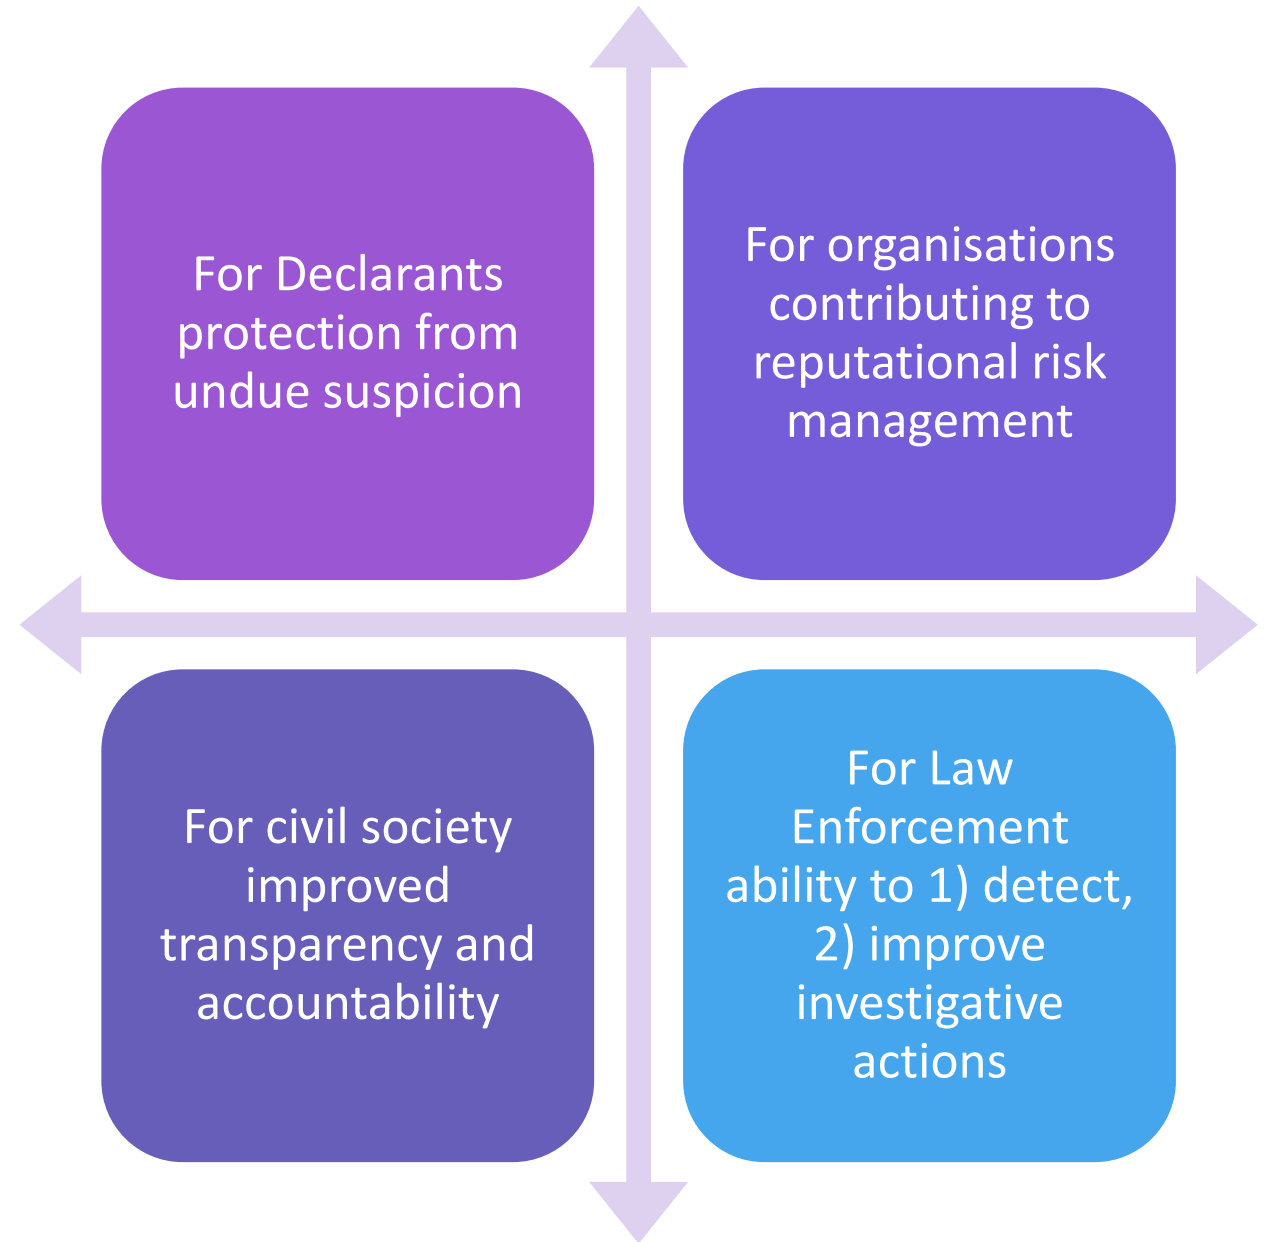 For Declarants
protection from
undue suspicion
For organisations
contributing to
reputational risk
management
For civil society
improved
transparency and
accountability
For Law
Enforcement
ability to 1) detect,
2) improve
investigative
actions